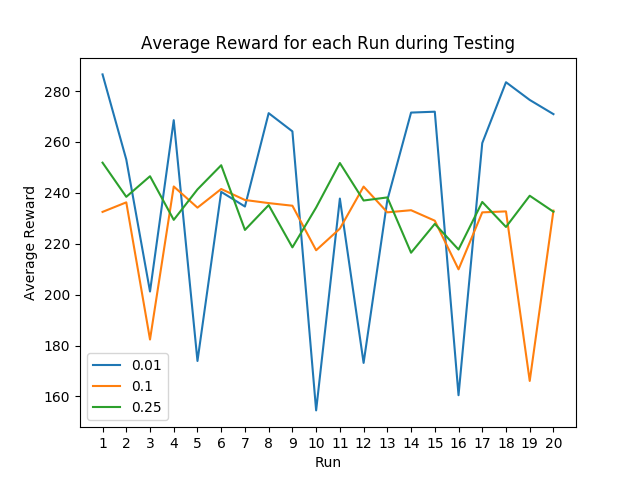 Average Reward for each Run during Testing
Average Reward
280
260
240
220
200
180
160
0.01
0.1
0.25
1 2 3 4 5 6 7 8 9 10 11 12 13 14 15 16 17 18 19 20
Run